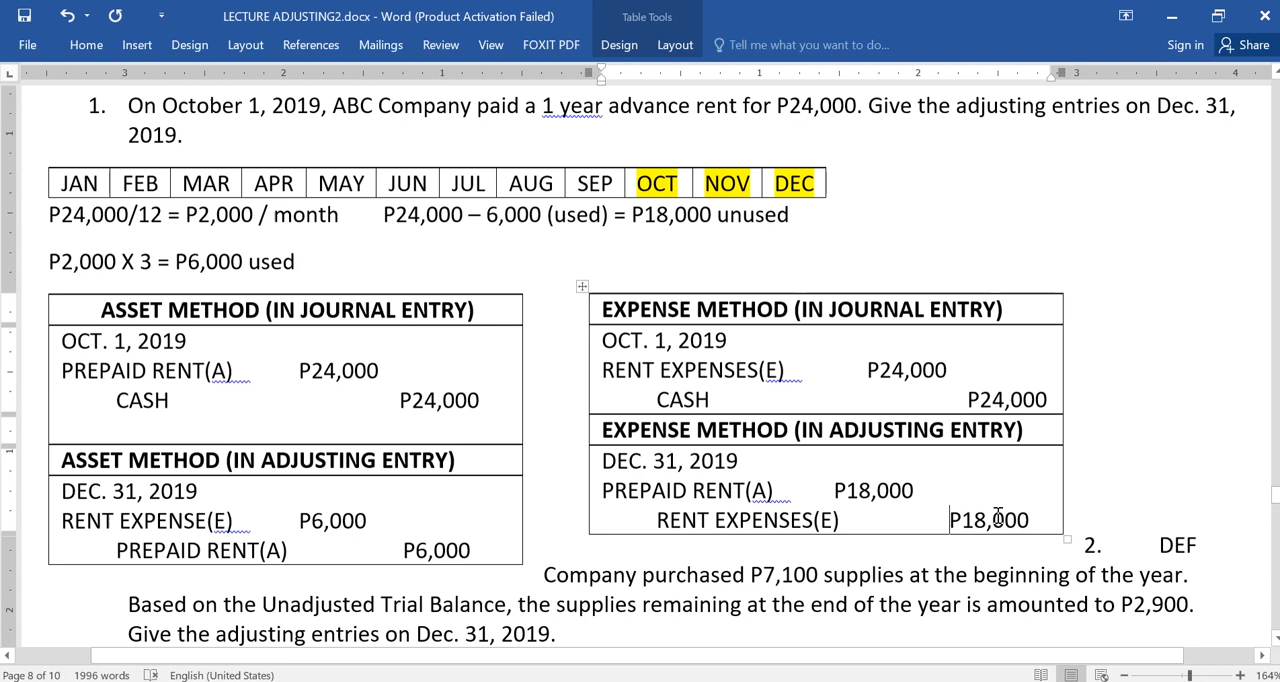 LECTURE ADJUSTING2.docx - Word (Product Activation Failed)
Table Tools
File Home Insert Design Layout References Mailings Review View FOXIT PDF Design Layout Tell me what you want to do... Sign in Share
3 2 1 1 2 3 4
1. On October 1, 2019, ABC Company paid a 1 year advance rent for P24,000. Give the adjusting entries on Dec. 31,
2019.
JAN FEB MAR APR MAY JUN JUL AUG SEP OCT NOV DEC
P24,000/12 = P2,000 / month P24,000 – 6,000 (used) = P18,000 unused
P2,000 X 3 = P6,000 used
ASSET METHOD (IN JOURNAL ENTRY)
OCT. 1, 2019
PREPAID RENT(A) P24,000
CASH P24,000
ASSET METHOD (IN ADJUSTING ENTRY)
DEC. 31, 2019
RENT EXPENSE(E) P6,000
PREPAID RENT(A) P6,000
EXPENSE METHOD (IN JOURNAL ENTRY)
OCT. 1, 2019
RENT EXPENSES(E) P24,000
CASH P24,000
EXPENSE METHOD (IN ADJUSTING ENTRY)
DEC. 31, 2019
PREPAID RENT(A) P18,000
RENT EXPENSES(E) P18,000
2. DEF
Company purchased P7,100 supplies at the beginning of the year.
Based on the Unadjusted Trial Balance, the supplies remaining at the end of the year is amounted to P2,900.
Give the adjusting entries on Dec. 31, 2019.
Page 8 of 10 1996 words English (United States) 164%